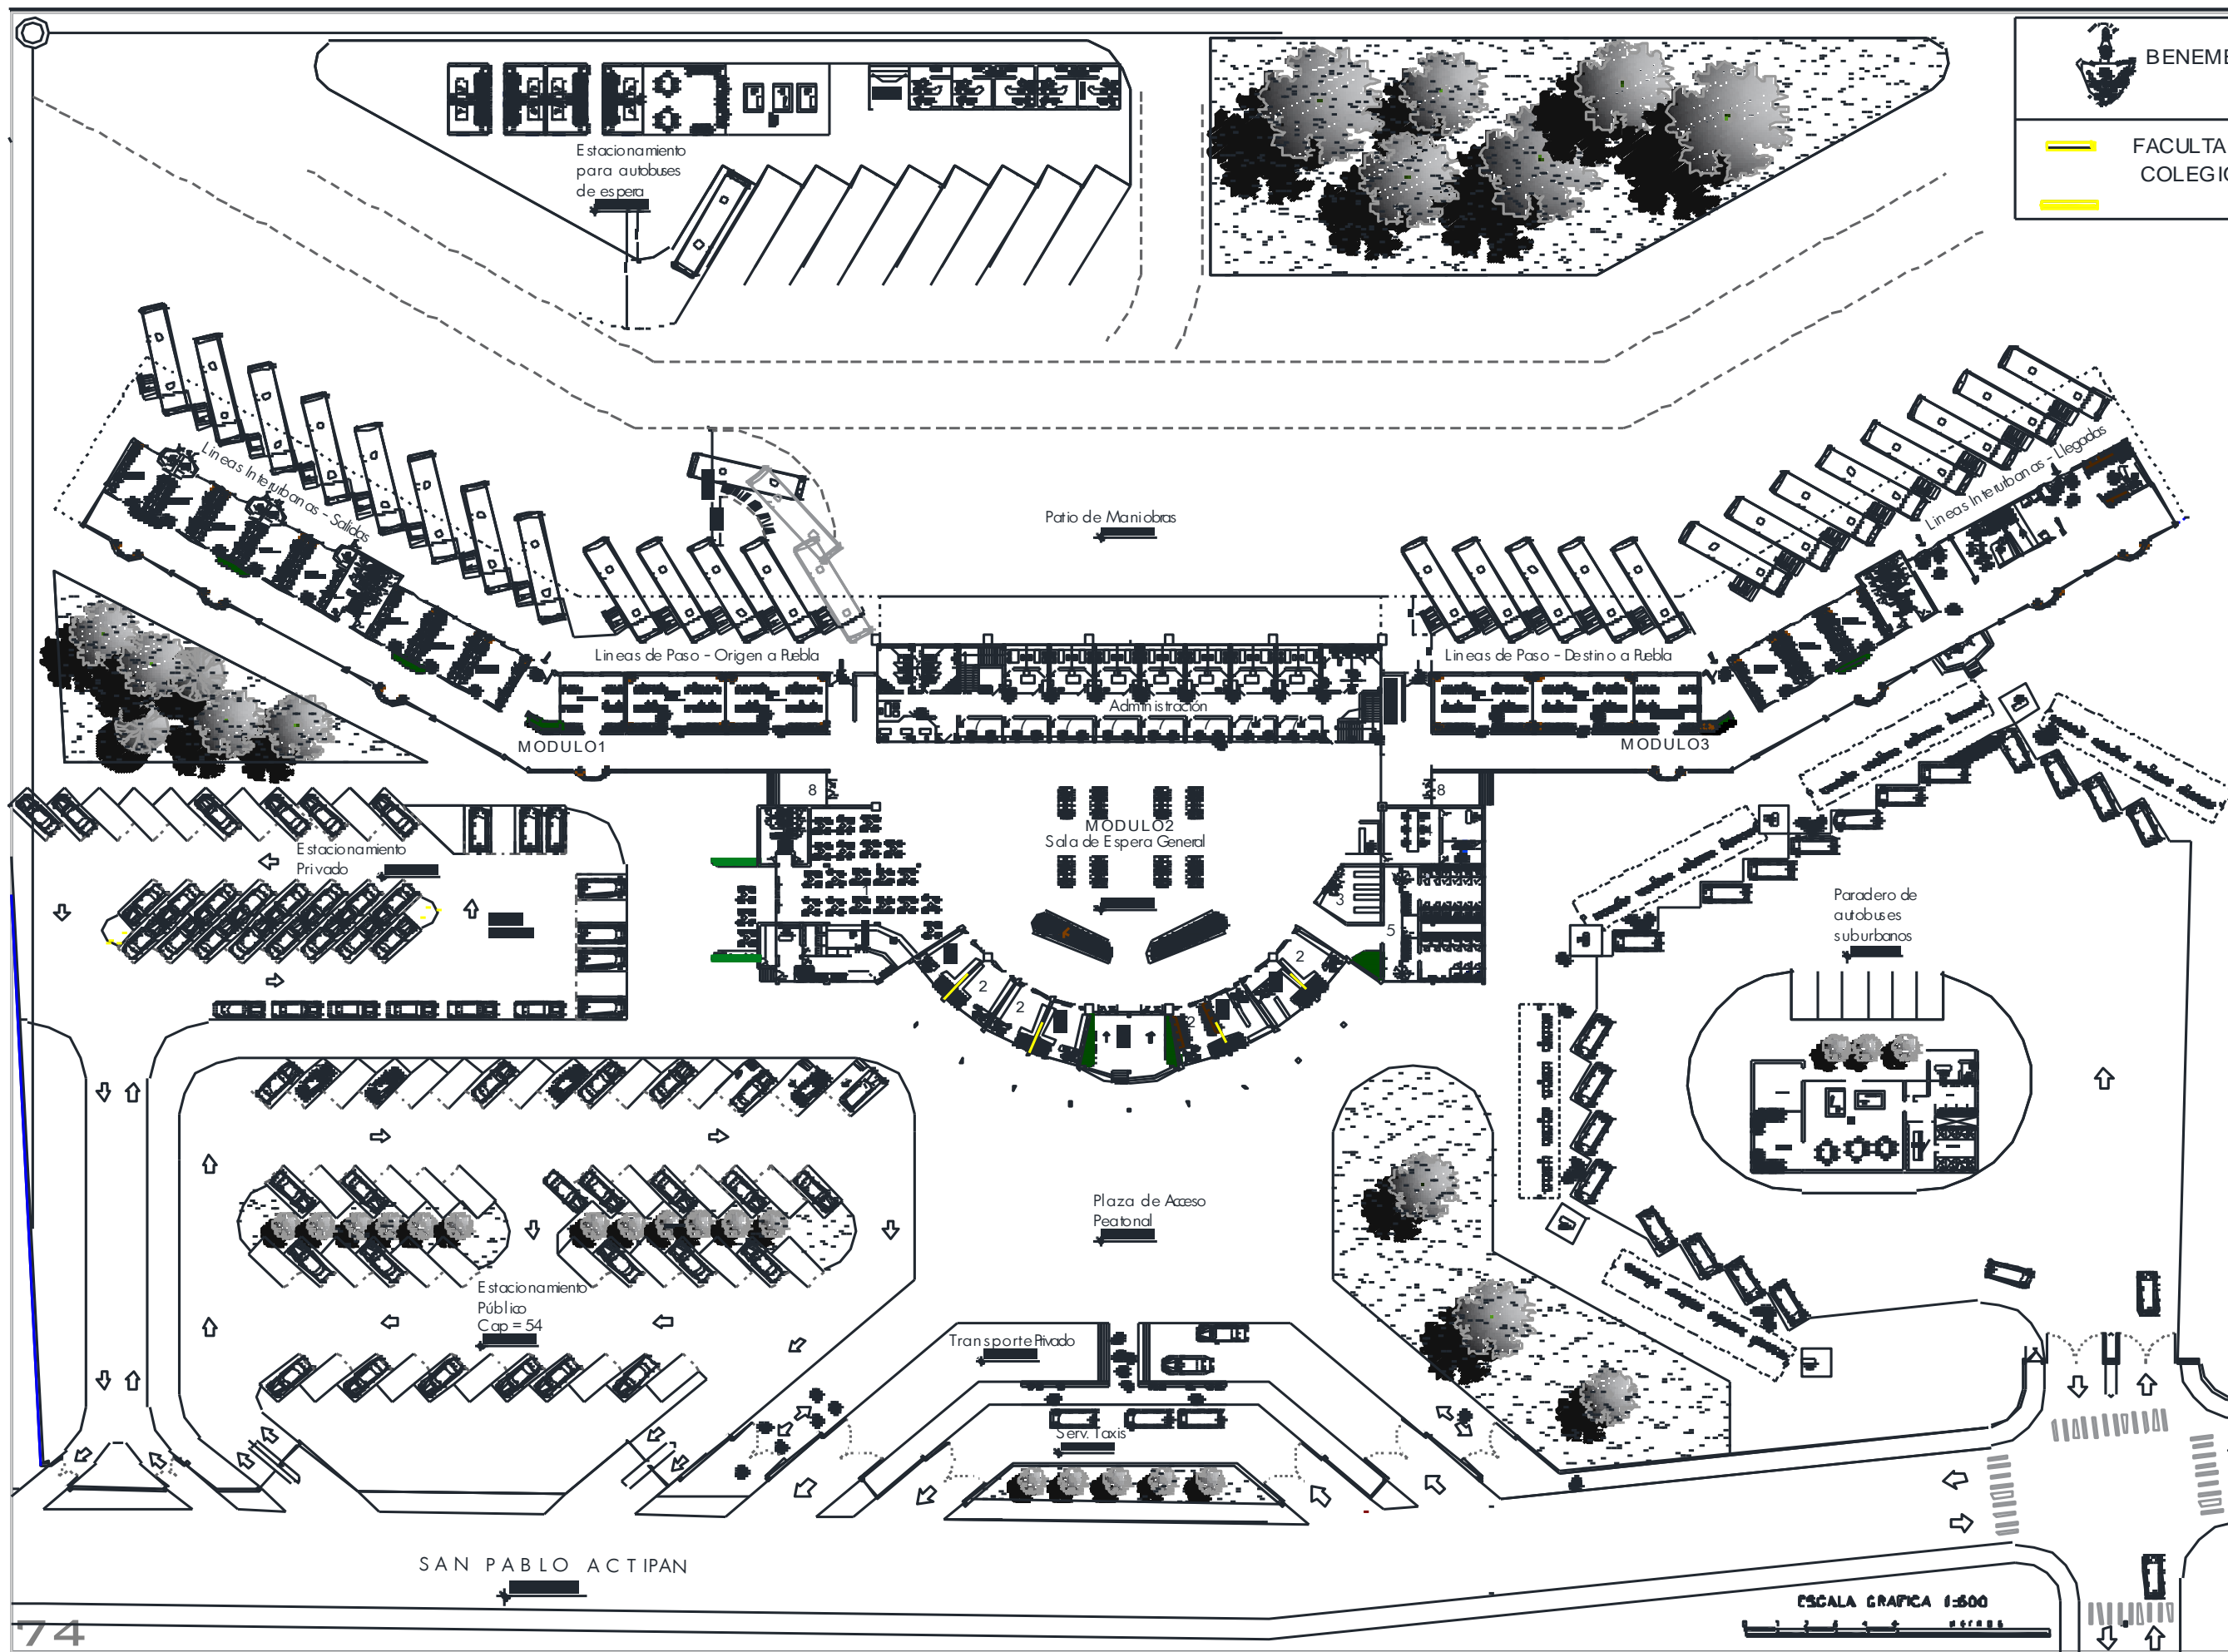 BENEME
FACULTA
COLEGIO
Estacionamiento
para autobuses
de espera
Lineas Interurbanas - Salidas
Patio de Maniobras
Lineas Interurbanas - Llegadas
Lineas de Paso - Origen a Puebla
Lineas de Paso - Destino a Puebla
Administración
MODULO1
MODULO3
8
8
MODULO2
Sala de Espera General
Estacionamiento
Privado
1
3
5
Paradero de
autobuses
suburbanos
2
2
2
2
Plaza de Acceso
Peatonal
Estacionamiento
Público
Cap = 54
Transporte Privado
Serv. Taxis
SAN PABLO ACTIPAN
ESCALA GRAFICA 1:500
74